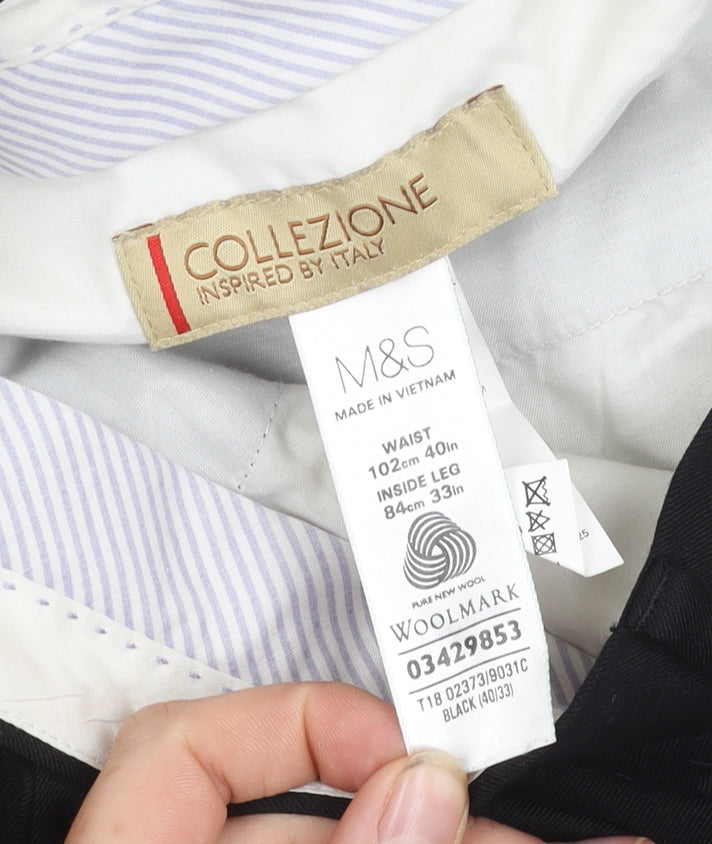 COLLEZIONE
INSPIRED BY ITALY
M&S
MADE IN VIETNAM
WAIST
102cm 40In
INSIDE LEG
84cm 33In
PURE NEW WOOL
WOOLMARK
03429853
T18 02373/9031C
BLACK (40/33)
25